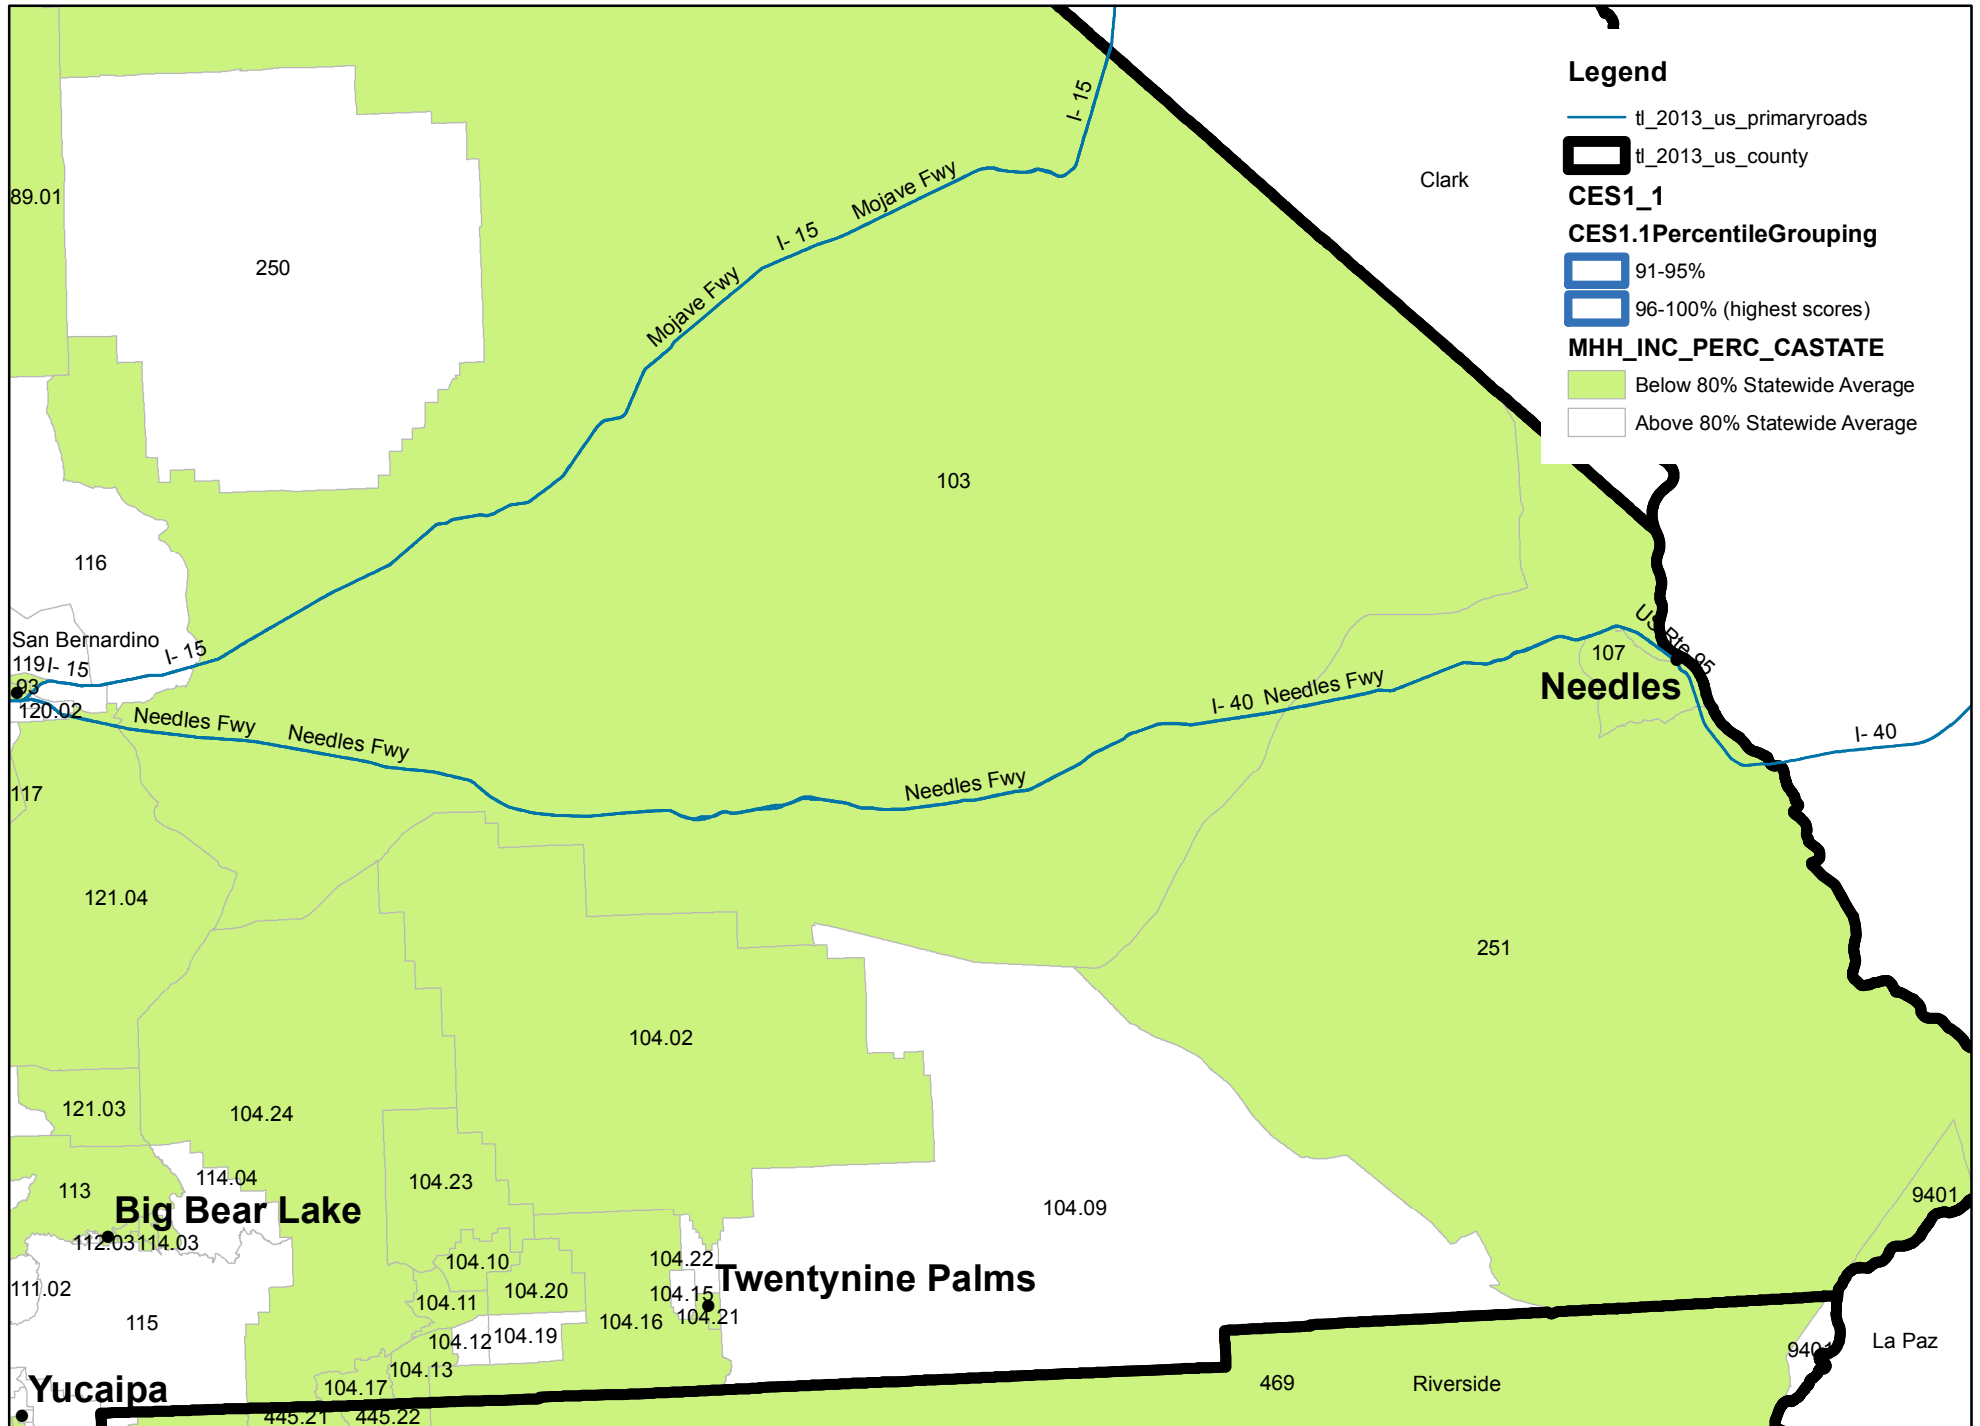 Legend
tl_2013_us_primaryroads
tl_2013_us_county
CES1_1
CES1.1PercentileGrouping
91-95%
96-100% (highest scores)
MHH_INC_PERC_CASTATE
Below 80% Statewide Average
Above 80% Statewide Average
I- 15
Clark
Mojave Fwy
89.01
I- 15
250
Mojave Fwy
103
116
San Bernardino
119
I- 15
I- 15
93
120.02
US Rte 95
107
Needles
I- 40 Needles Fwy
Needles Fwy
Needles Fwy
I- 40
Needles Fwy
117
121.04
251
104.02
121.03
104.24
113
114.04
104.23
9401
Big Bear Lake
104.09
112.03
114.03
104.10
104.22
Twentynine Palms
111.02
104.11
104.20
104.15
115
104.16
104.21
104.12
104.19
9401
La Paz
104.13
Yucaipa
104.17
469
Riverside
445.21
445.22